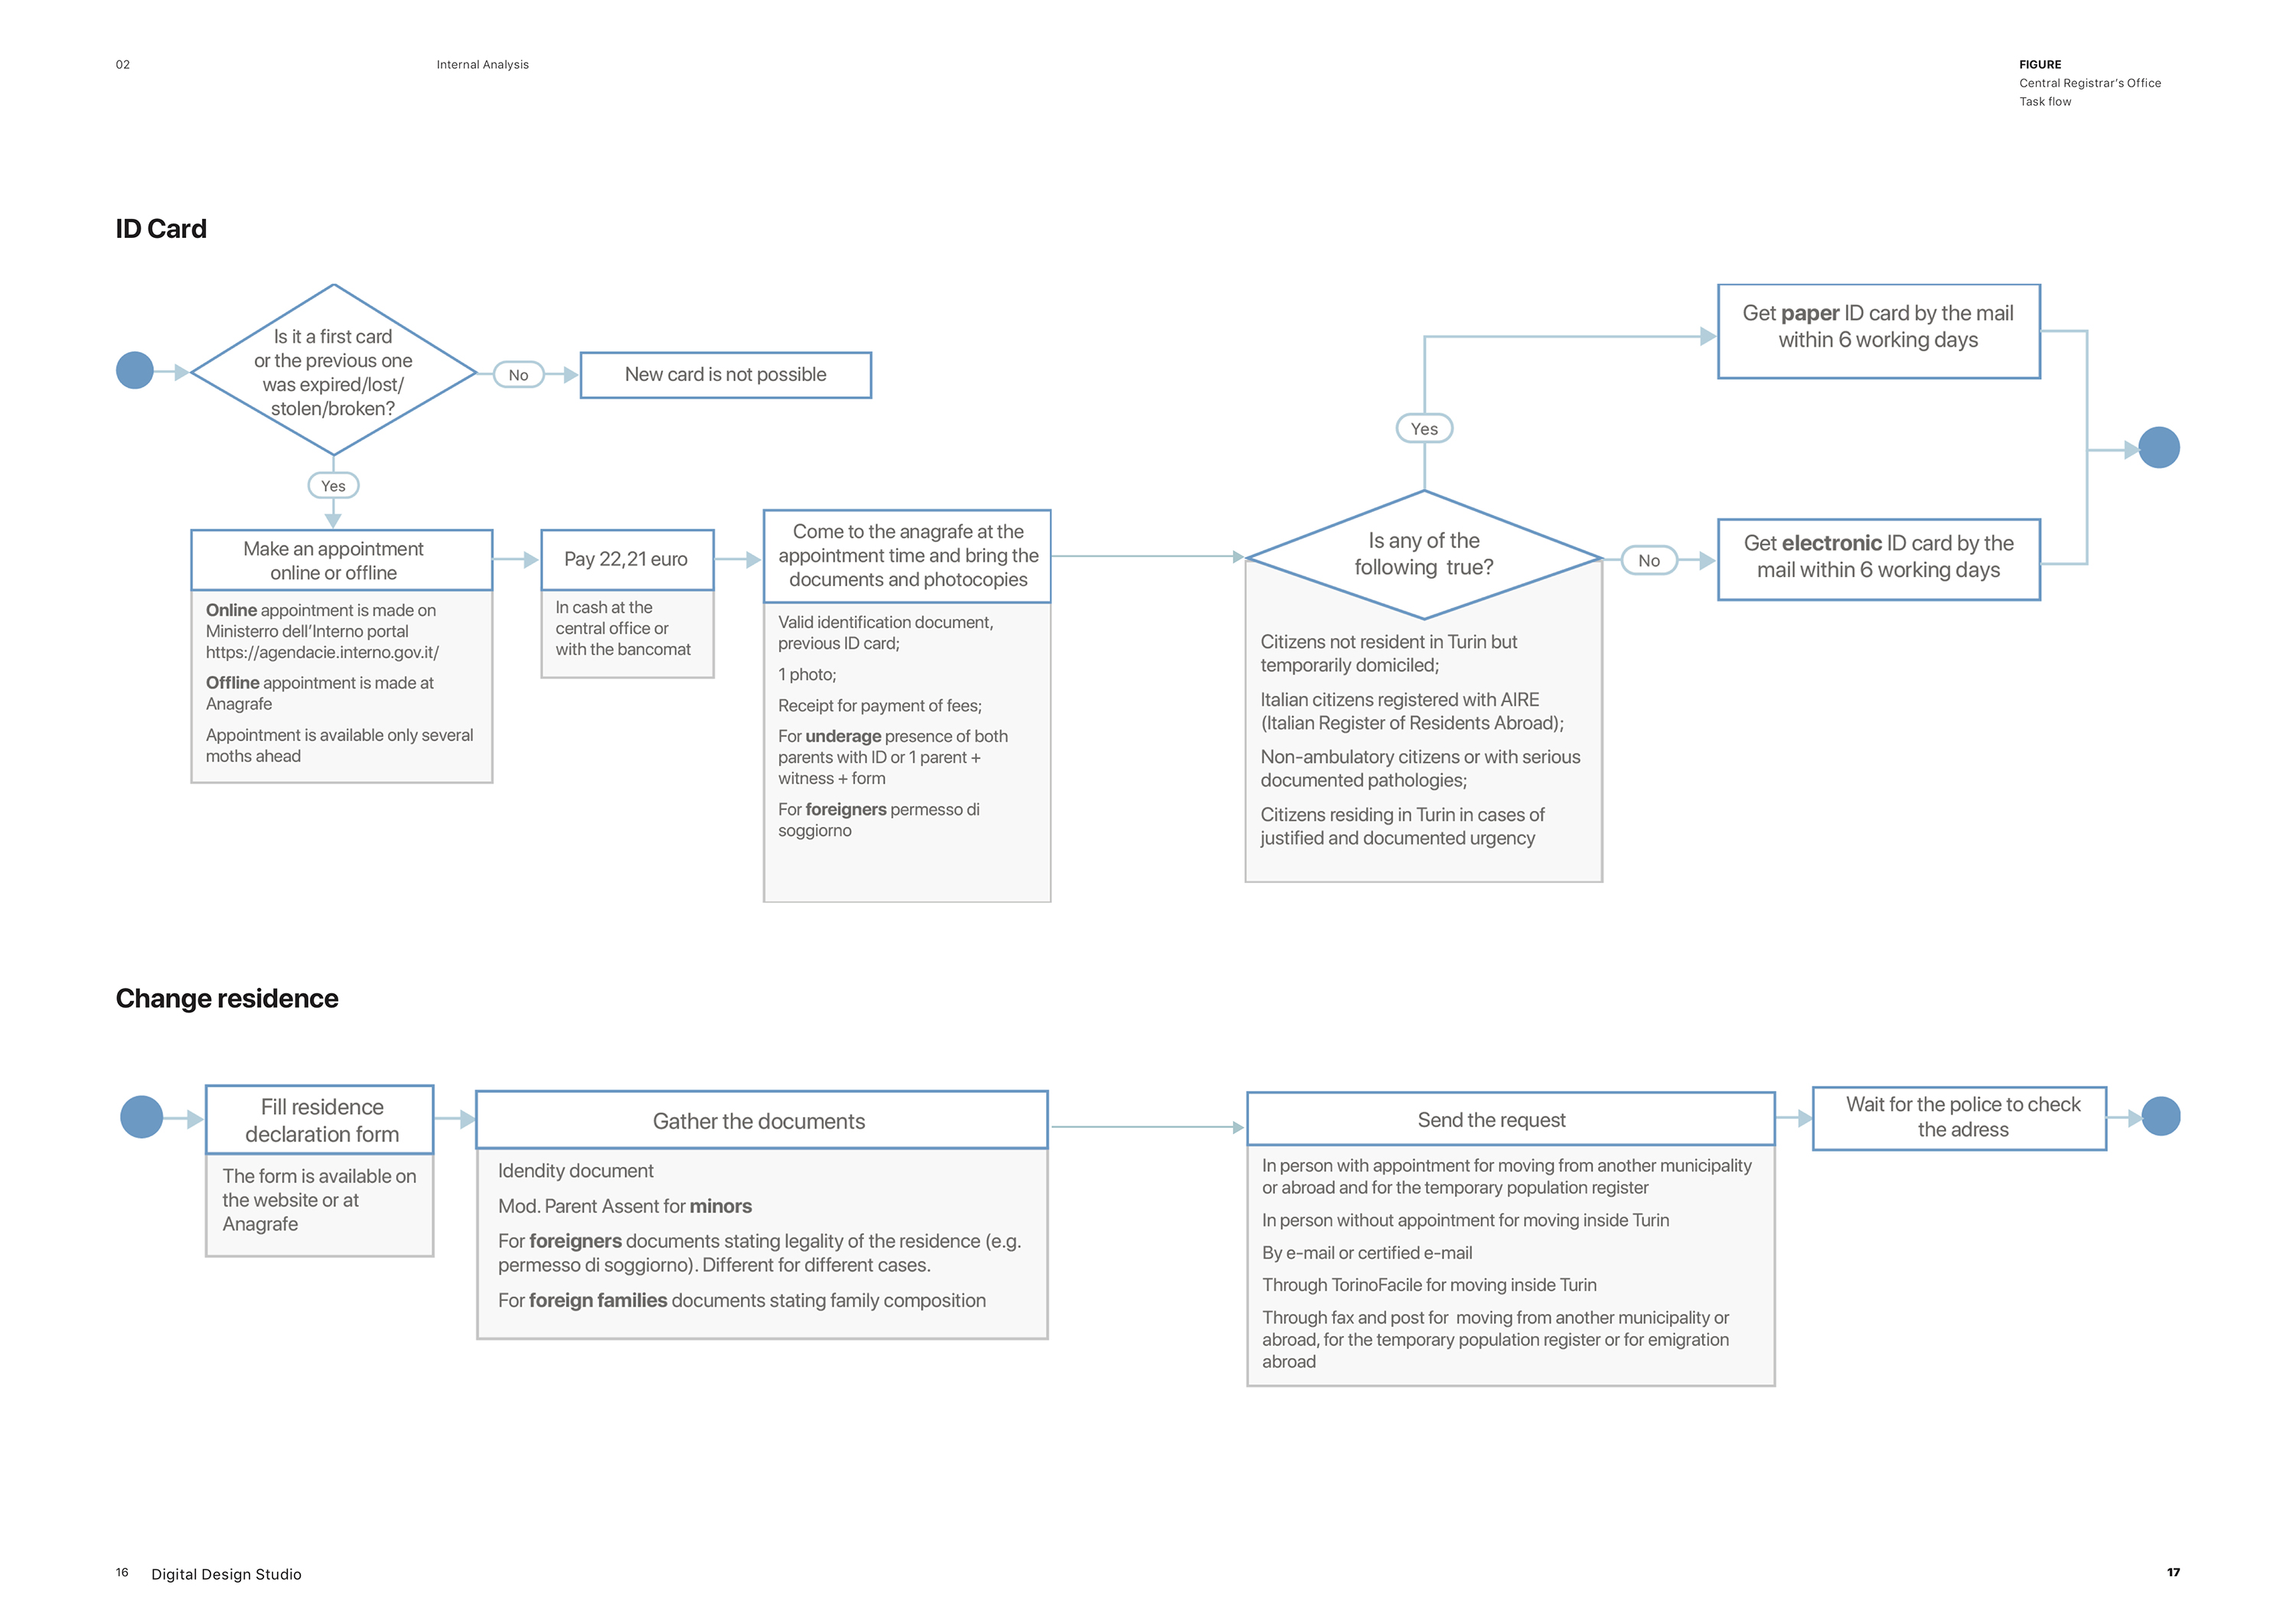 02
Internal Analysis
FIGURE
Central Registrar's Office
Task flow
ID Card
Is it a first card
or the previous one
was expired/lost/
stolen/broken?
No
New card is not possible
Yes
Make an appointment
online or offline
Online appointment is made on
Ministerro dell'Interno portal
https://agendacie.interno.gov.it/
Offline appointment is made at
Anagrafe
Appointment is available only several
moths ahead
Pay 22,21 euro
In cash at the
central office or
with the bancomat
Come to the anagrafe at the
appointment time and bring the
documents and photocopies
Valid identification document,
previous ID card;
1 photo;
Receipt for payment of fees;
For underage presence of both
parents with ID or 1 parent +
witness + form
For foreigners permesso di
soggiorno
Is any of the
following true?
Citizens not resident in Turin but
temporarily domiciled;
Italian citizens registered with AIRE
(Italian Register of Residents Abroad);
Non-ambulatory citizens or with serious
documented pathologies;
Citizens residing in Turin in cases of
justified and documented urgency
Yes
Get paper ID card by the mail
within 6 working days
No
Get electronic ID card by the
mail within 6 working days
Change residence
Fill residence
declaration form
The form is available on
the website or at
Anagrafe
Gather the documents
Idendity document
Mod. Parent Assent for minors
For foreigners documents stating legality of the residence (e.g.
permesso di soggiorno). Different for different cases.
For foreign families documents stating family composition
Send the request
In person with appointment for moving from another municipality
or abroad and for the temporary population register
In person without appointment for moving inside Turin
By e-mail or certified e-mail
Through TorinoFacile for moving inside Turin
Through fax and post for moving from another municipality or
abroad, for the temporary population register or for emigration
abroad
Wait for the police to check
the adress
16
Digital Design Studio
17